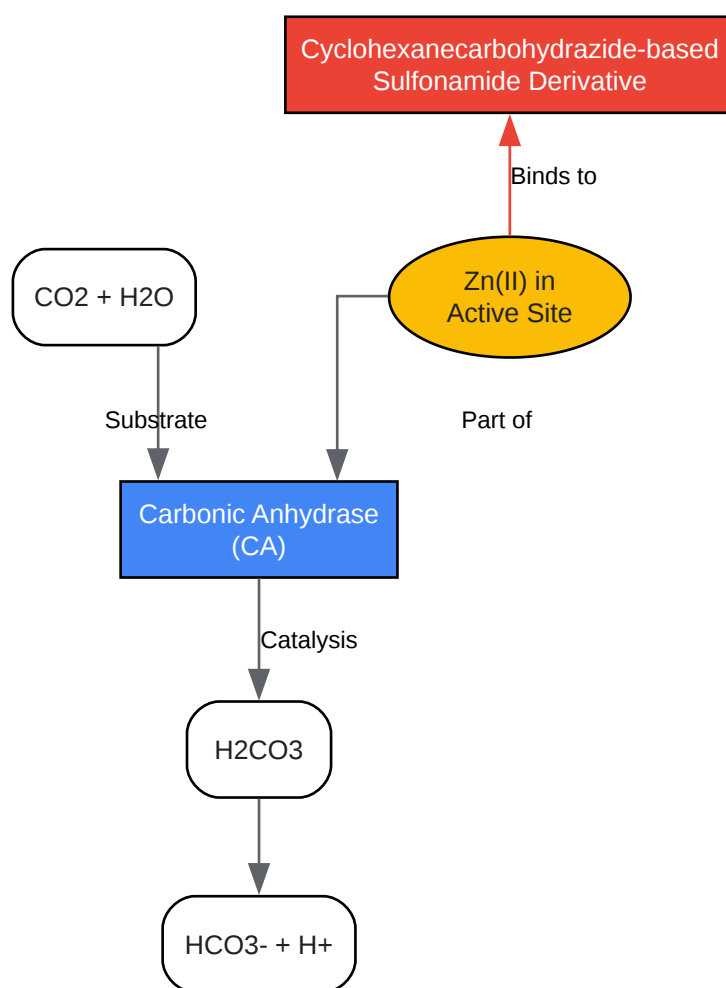 Cyclohexanecarbohydrazide-based
Sulfonamide Derivative
Binds to
CO2 + H2O
Zn(II) in
Active Site
Substrate
Part of
Carbonic Anhydrase
(CA)
Catalysis
H2CO3
HCO3- + H+